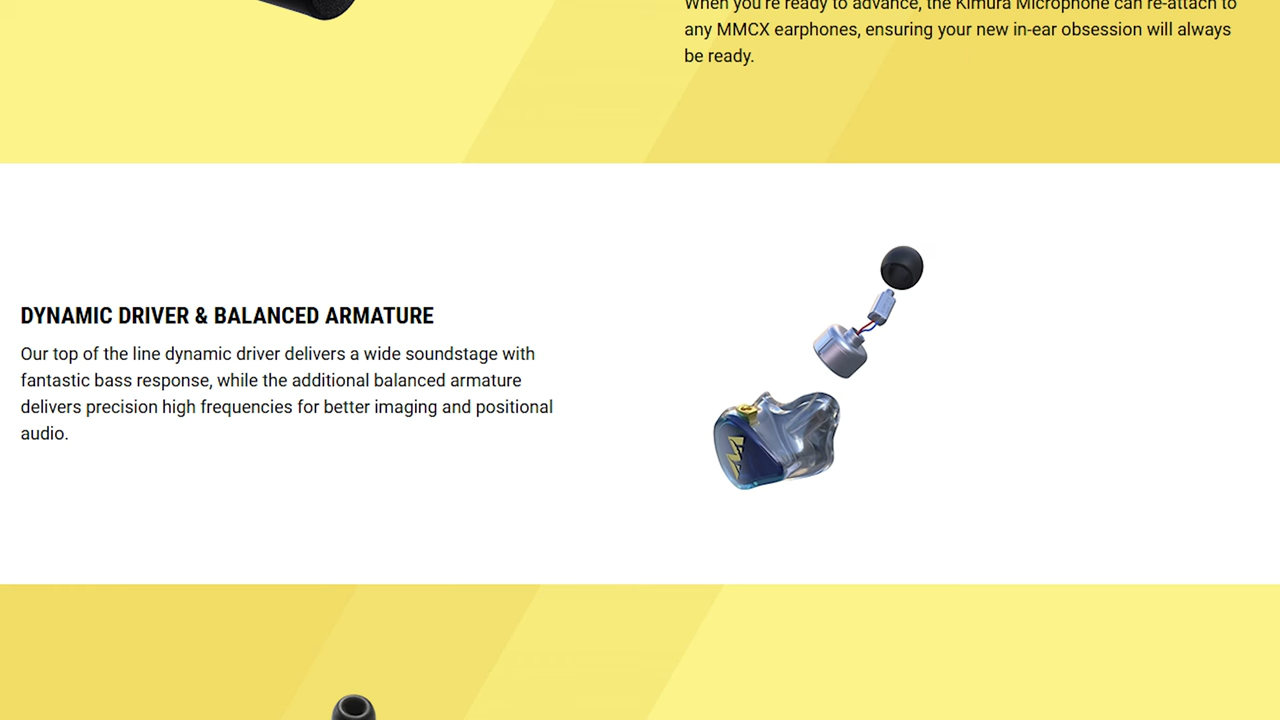 When you're ready to advance, the Kimura Microphone can re-attach to
any MMCX earphones, ensuring your new in-ear obsession will always
be ready.
DYNAMIC DRIVER & BALANCED ARMATURE
Our top of the line dynamic driver delivers a wide soundstage with
fantastic bass response, while the additional balanced armature
delivers precision high frequencies for better imaging and positional
audio.